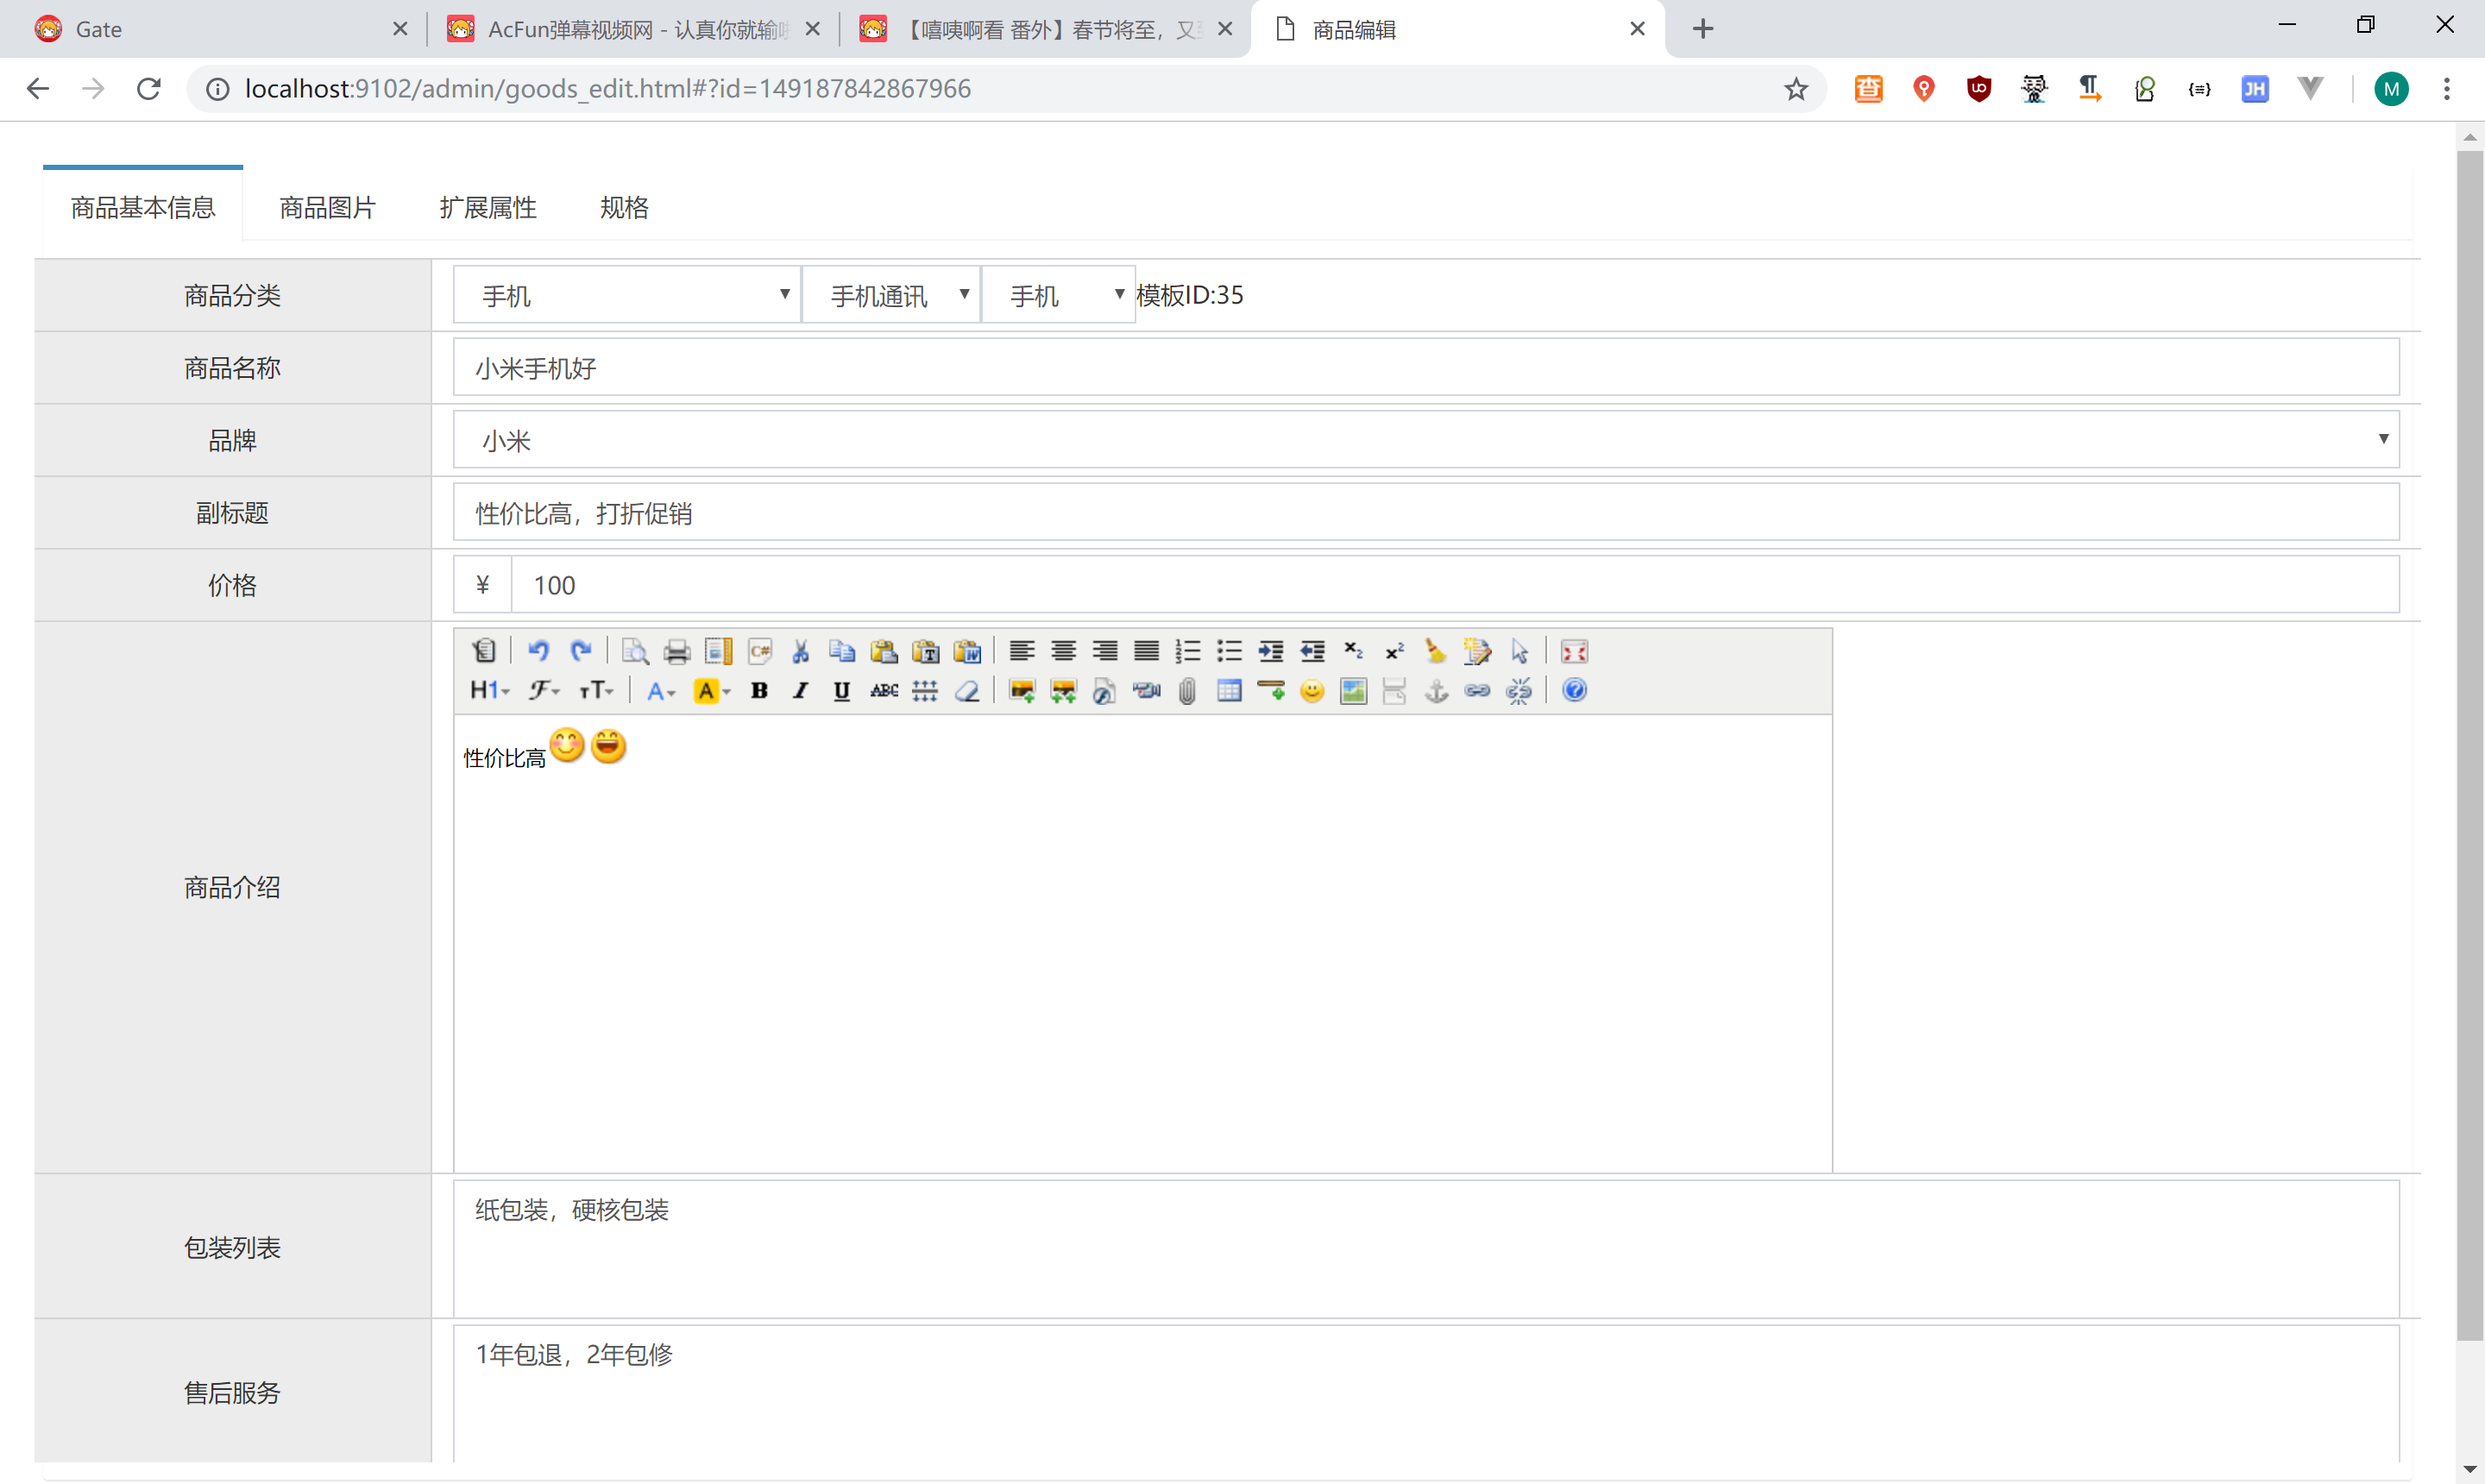 Gate
AcFun弹幕视频网 - 认真你就输
【嘻咦啊看 番外】春节将至，又
商品编辑
localhost:9102/admin/goods_edit.html#?id=149187842867966
M
商品基本信息 商品图片 扩展属性 规格
商品分类 手机 手机通讯 手机 模板ID:35
商品名称 小米手机好
品牌 小米
副标题 性价比高，打折促销
价格 ¥ 100
商品介绍
性价比高
包装列表 纸包装，硬核包装
售后服务 1年包退，2年包修